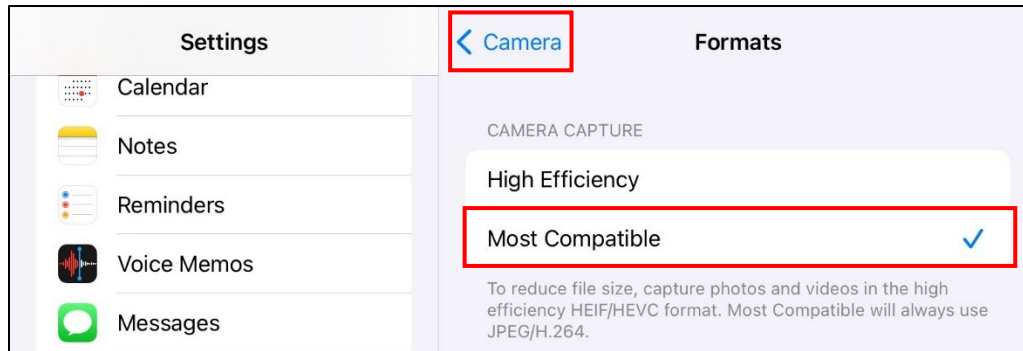 Settings
Calendar
Notes
Reminders
Voice Memos
Messages
Camera
Formats
CAMERA CAPTURE
High Efficiency
Most Compatible
To reduce file size, capture photos and videos in the high
efficiency HEIF/HEVC format. Most Compatible will always use
JPEG/H.264.